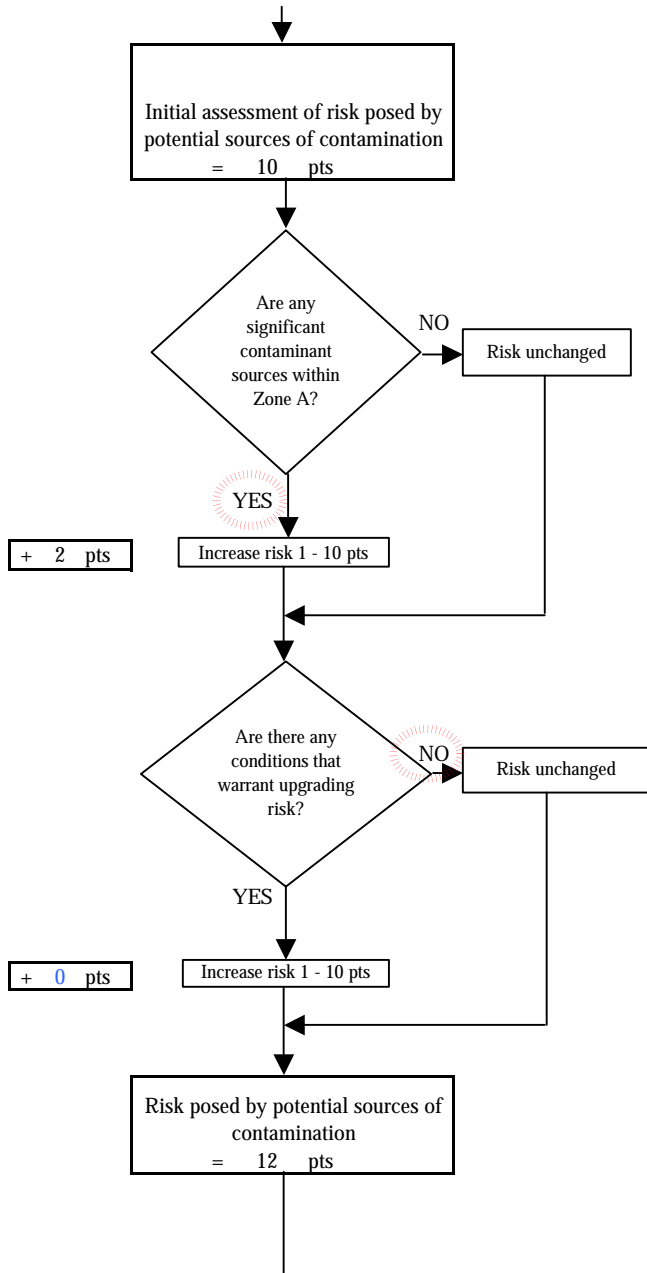 Initial assessment of risk posed by
potential sources of contamination
= 10 pts
Are any
significant
contaminant
sources within
Zone A?
NO
Risk unchanged
YES
+ 2 pts
Increase risk 1 - 10 pts
Are there any
conditions that
warrant upgrading
risk?
NO
Risk unchanged
YES
+ 0 pts
Increase risk 1 - 10 pts
Risk posed by potential sources of
contamination
= 12 pts